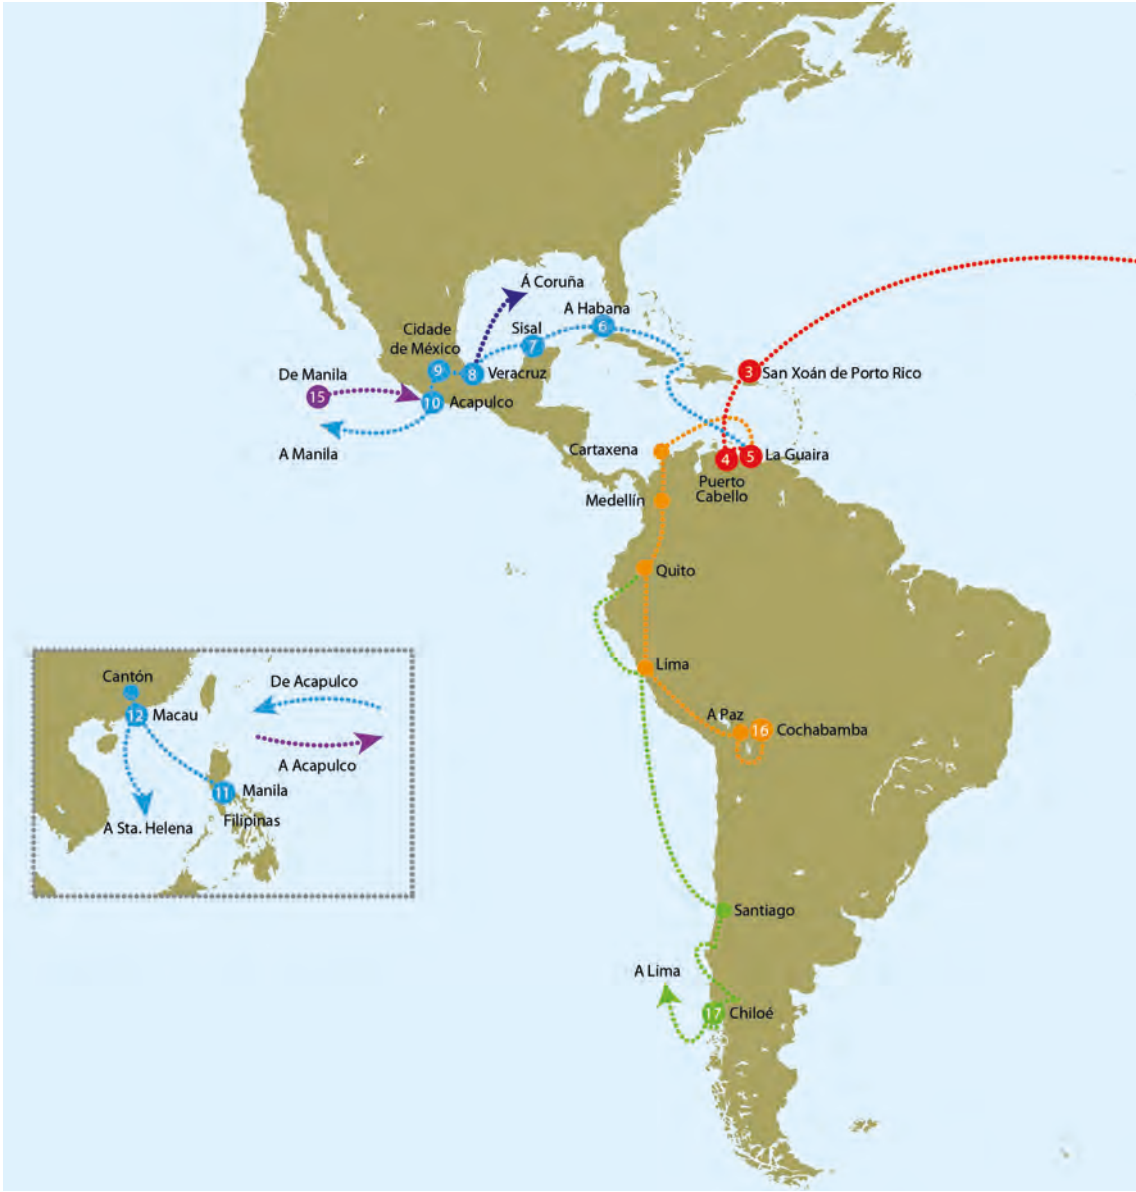 Á Coruña
A Habana
6
Sisal
7
Cidade
de México
9
8
Veracruz
De Manila
15
10
Acapulco
A Manila
3
San Xoán de Porto Rico
Cartaxena
4
5
La Guaira
Puerto
Cabello
Medellín
Quito
Lima
A Paz
16
Cochabamba
Santiago
A Lima
17
Chiloé
Cantón
De Acapulco
12
Macau
A Acapulco
11
Manila
A Sta. Helena
Filipinas